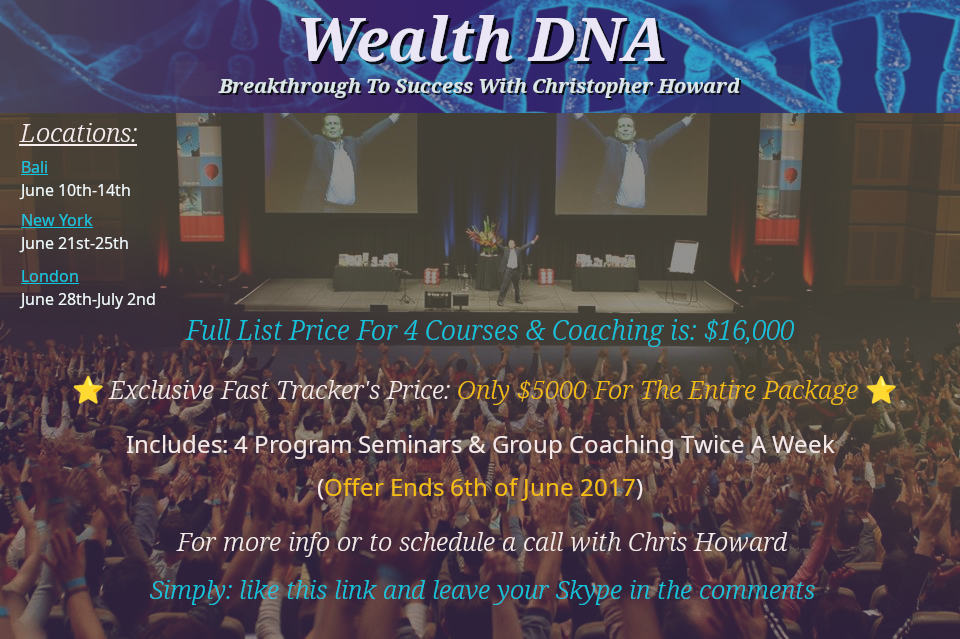 Wealth DNA
Breakthrough To Success With Christopher Howard
Locations:
Bali
June 10th-14th
New York
June 21st-25th
London
June 28th-July 2nd
Full List Price For 4 Courses & Coaching is: $16,000
⭐ Exclusive Fast Tracker's Price: Only $5000 For The Entire Package ⭐
Includes: 4 Program Seminars & Group Coaching Twice A Week
(Offer Ends 6th of June 2017)
For more info or to schedule a call with Chris Howard
Simply: like this link and leave your Skype in the comments